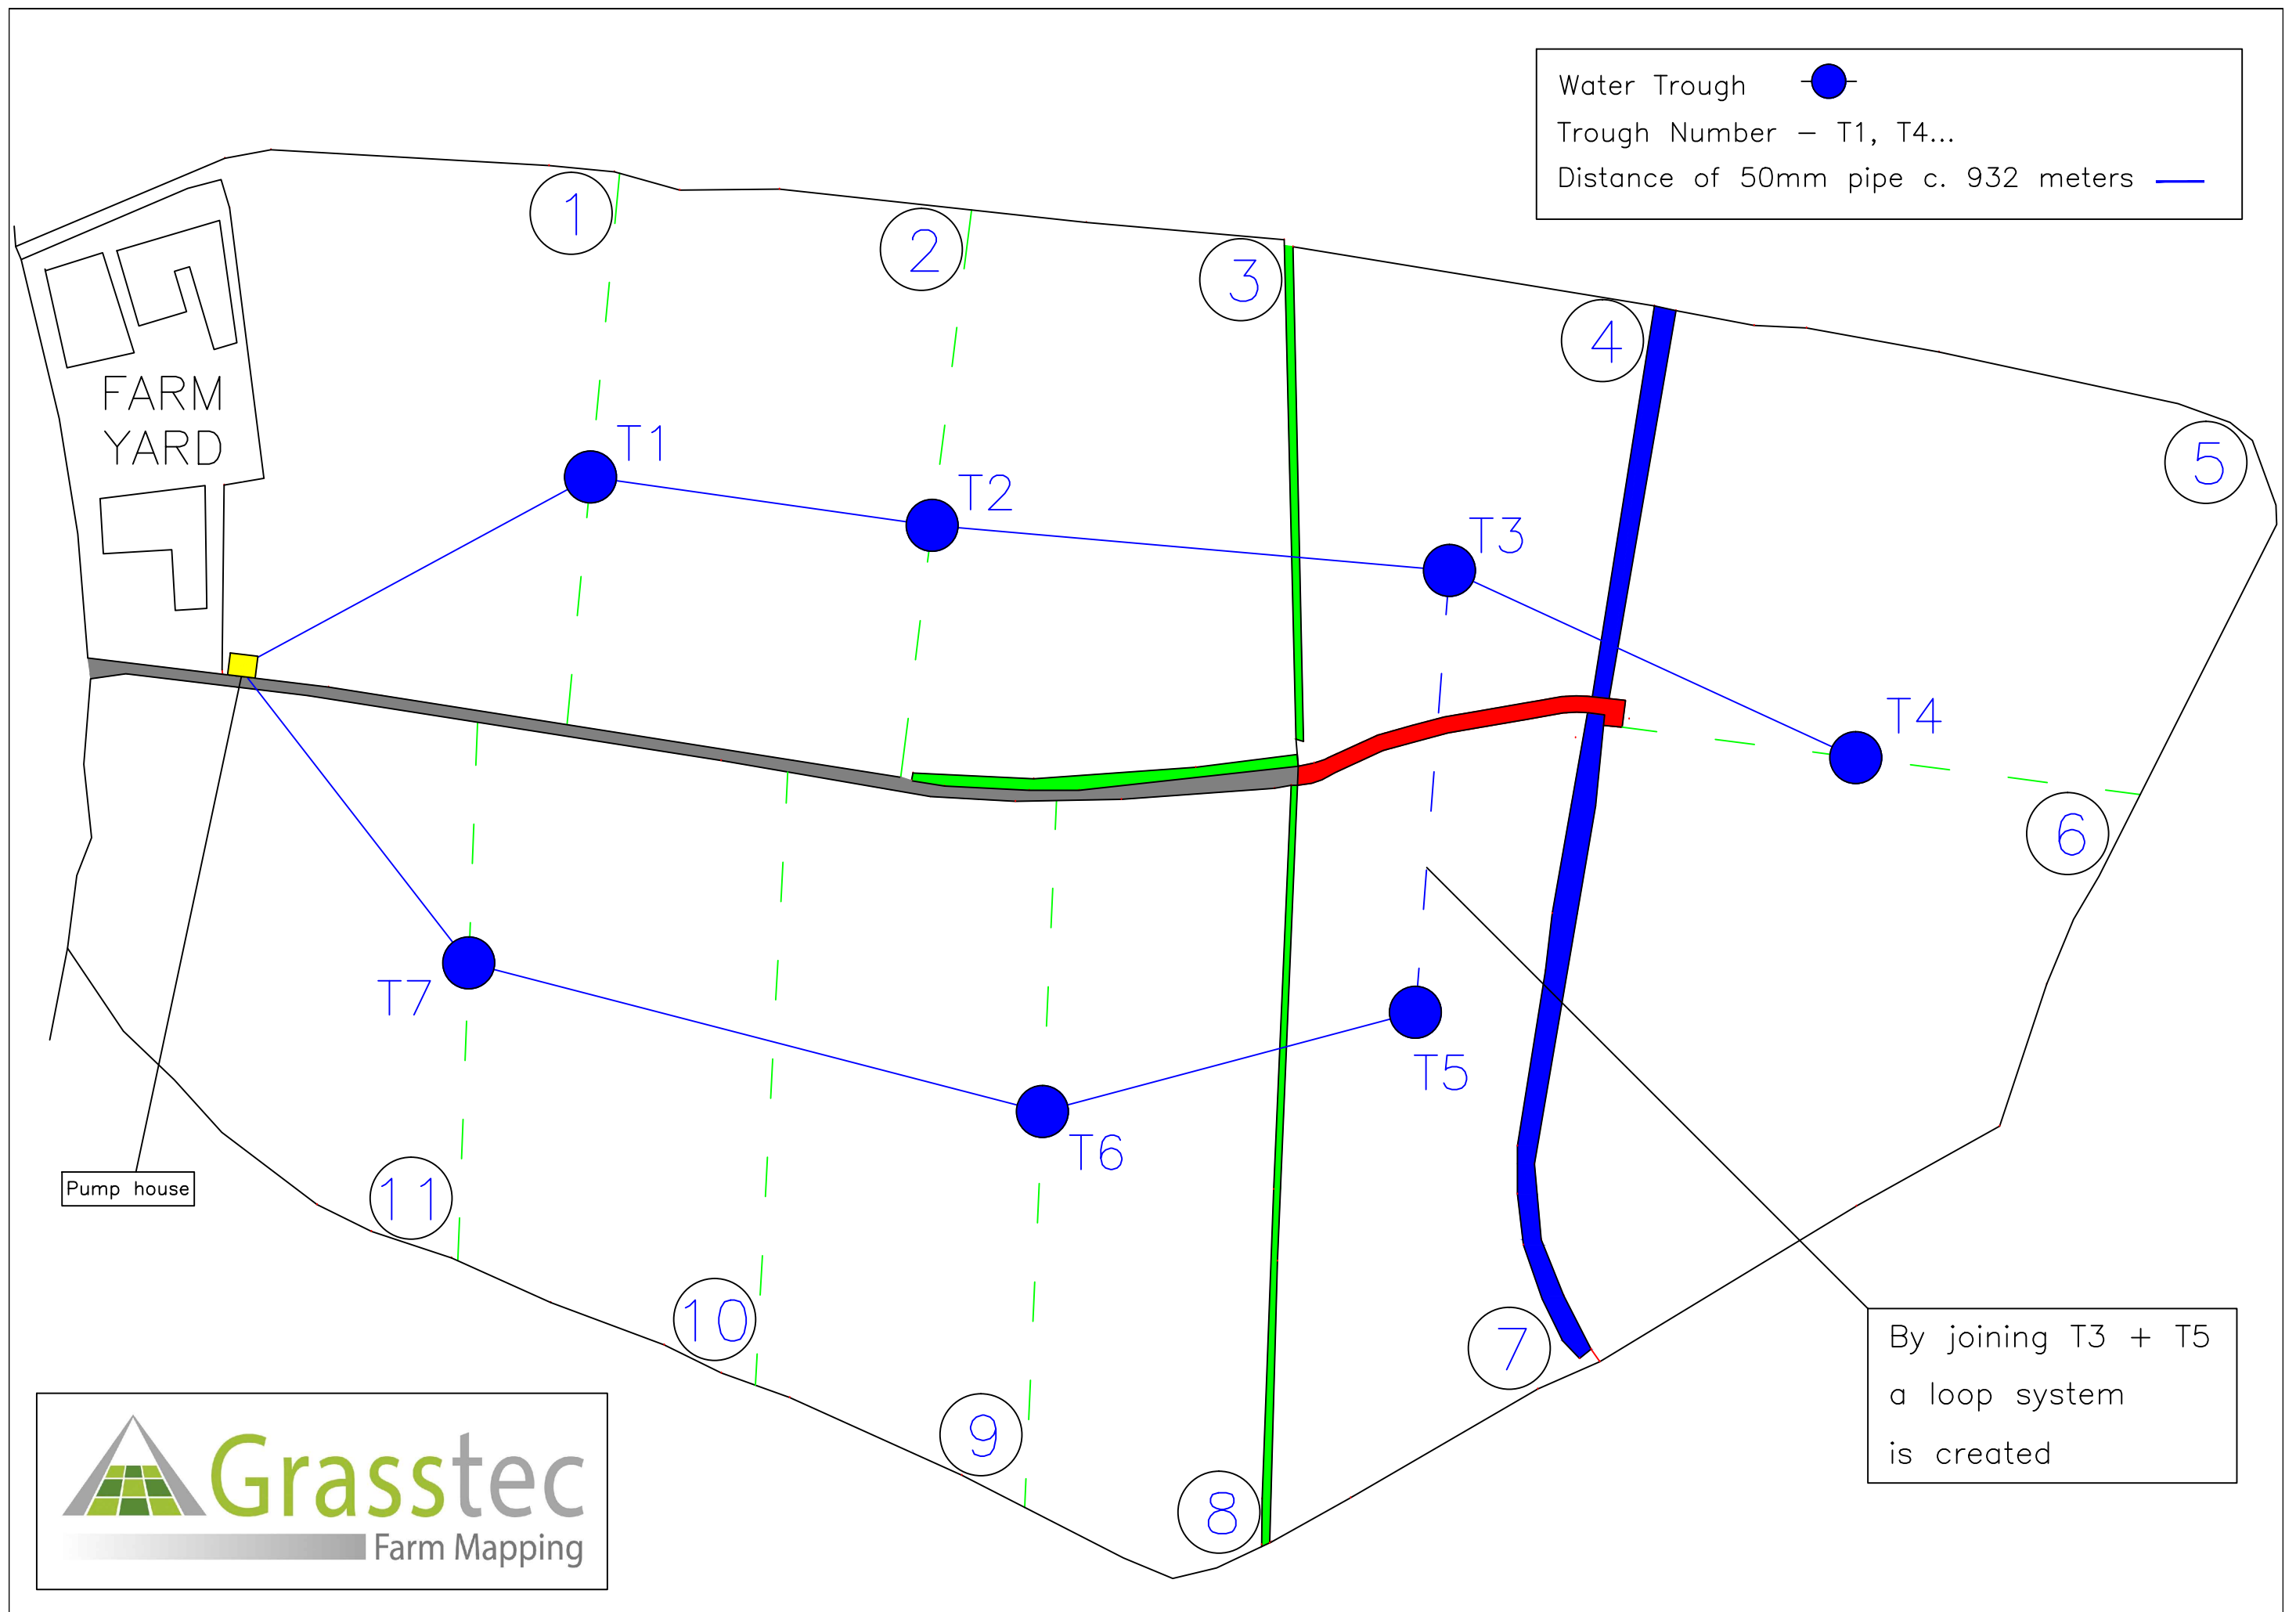 Water Trough
Trough Number - T1, T4...
Distance of 50mm pipe c. 932 meters
1
2
3
4
5
FARM
YARD
T1
T2
T3
T4
6
T7
T5
T6
Pump house
11
10
7
9
8
By joining T3 + T5
a loop system
is created
Grasstec
Farm Mapping